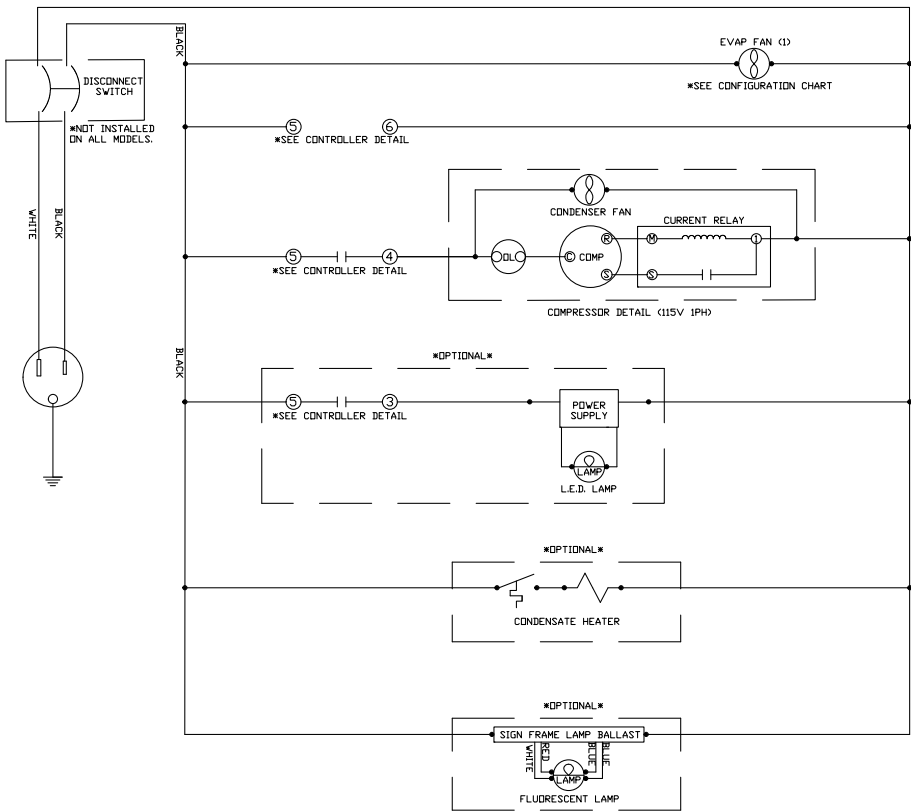 BLACK
EVAP FAN (1)
*SEE CONFIGURATION CHART
DISCONNECT
SWITCH
*NOT INSTALLED
ON ALL MODELS.
5 6
*SEE CONTROLLER DETAIL
WHITE
BLACK
CONDENSER FAN
CURRENT RELAY
R M 1
5 4
OL
C COMP
*SEE CONTROLLER DETAIL
S S
COMPRESSOR DETAIL (115V 1PH)
BLACK
*OPTIONAL*
5 3
*SEE CONTROLLER DETAIL
POWER
SUPPLY
LAMP
L.E.D. LAMP
*OPTIONAL*
CONDENSATE HEATER
*OPTIONAL*
SIGN FRAME LAMP BALLAST
WHITE
RED
BLUE
BLUE
LAMP
FLUORESCENT LAMP